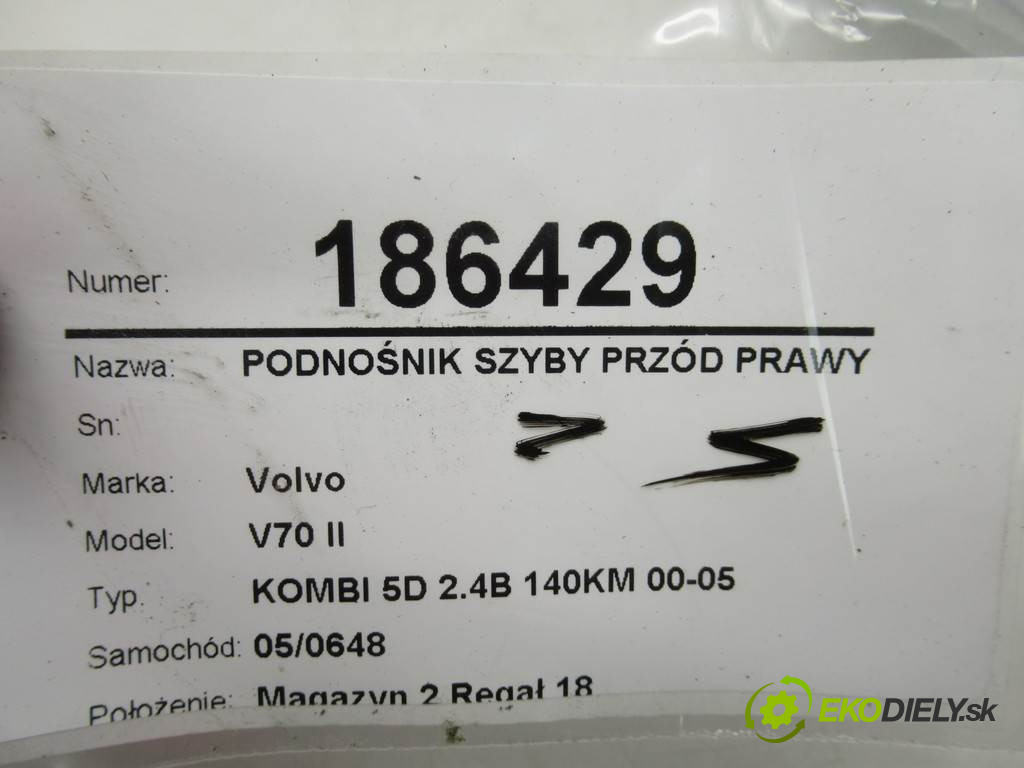 Numer: 186429
Nazwa: PODNOŚNIK SZYBY PRZÓD PRAWY
Sn:
Marka: Volvo
Model: V70 II
Typ. KOMBI 5D 2.4B 140KM 00-05
Samochód: 05/0648
Położenie: Magazyn 2 Regał 18
EKODIELY.sk